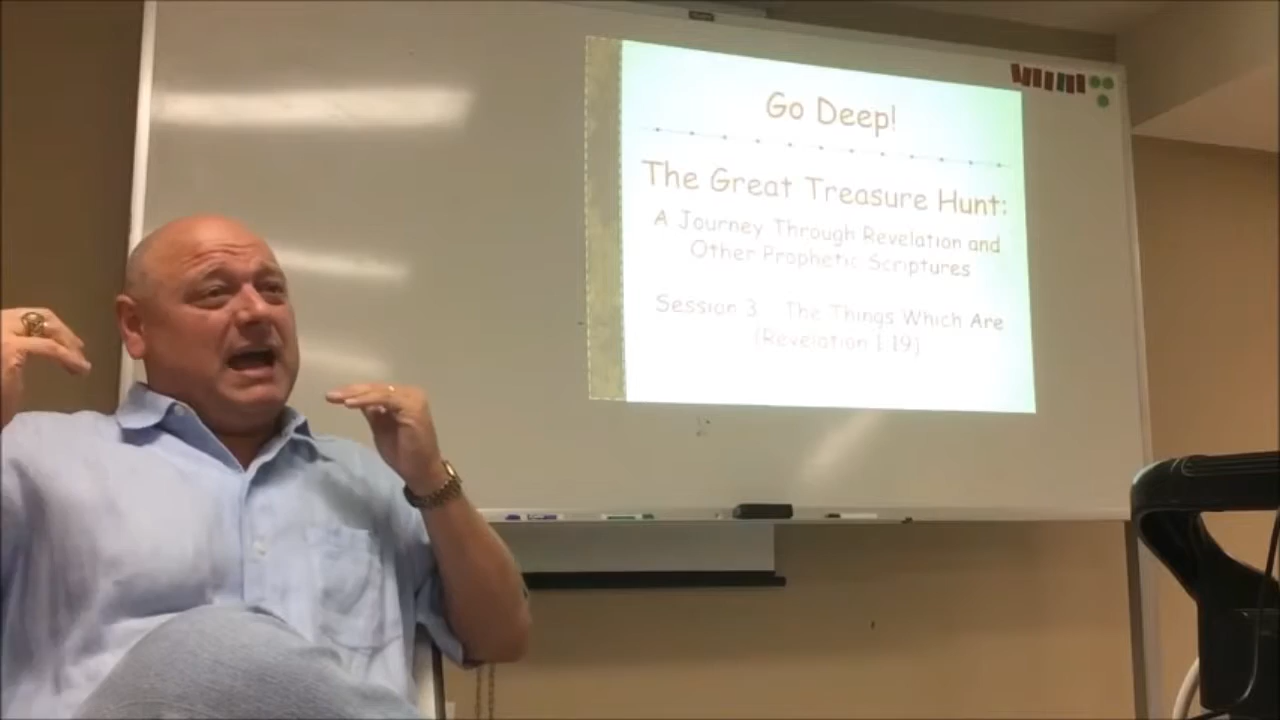 Go Deep!
The Great Treasure Hunt:
A Journey Through Revelation and
Other Prophetic Scriptures
Session 3 The Things Which Are
(Revelation 1:19)